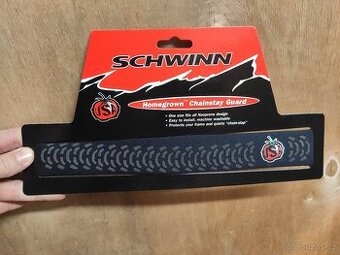 SCHWINN
Homegrown™ Chainstay Guard
• One size fits all Neoprene design
• Easy to install, machine washable
• Protects your frame and quiets "chain-slap"